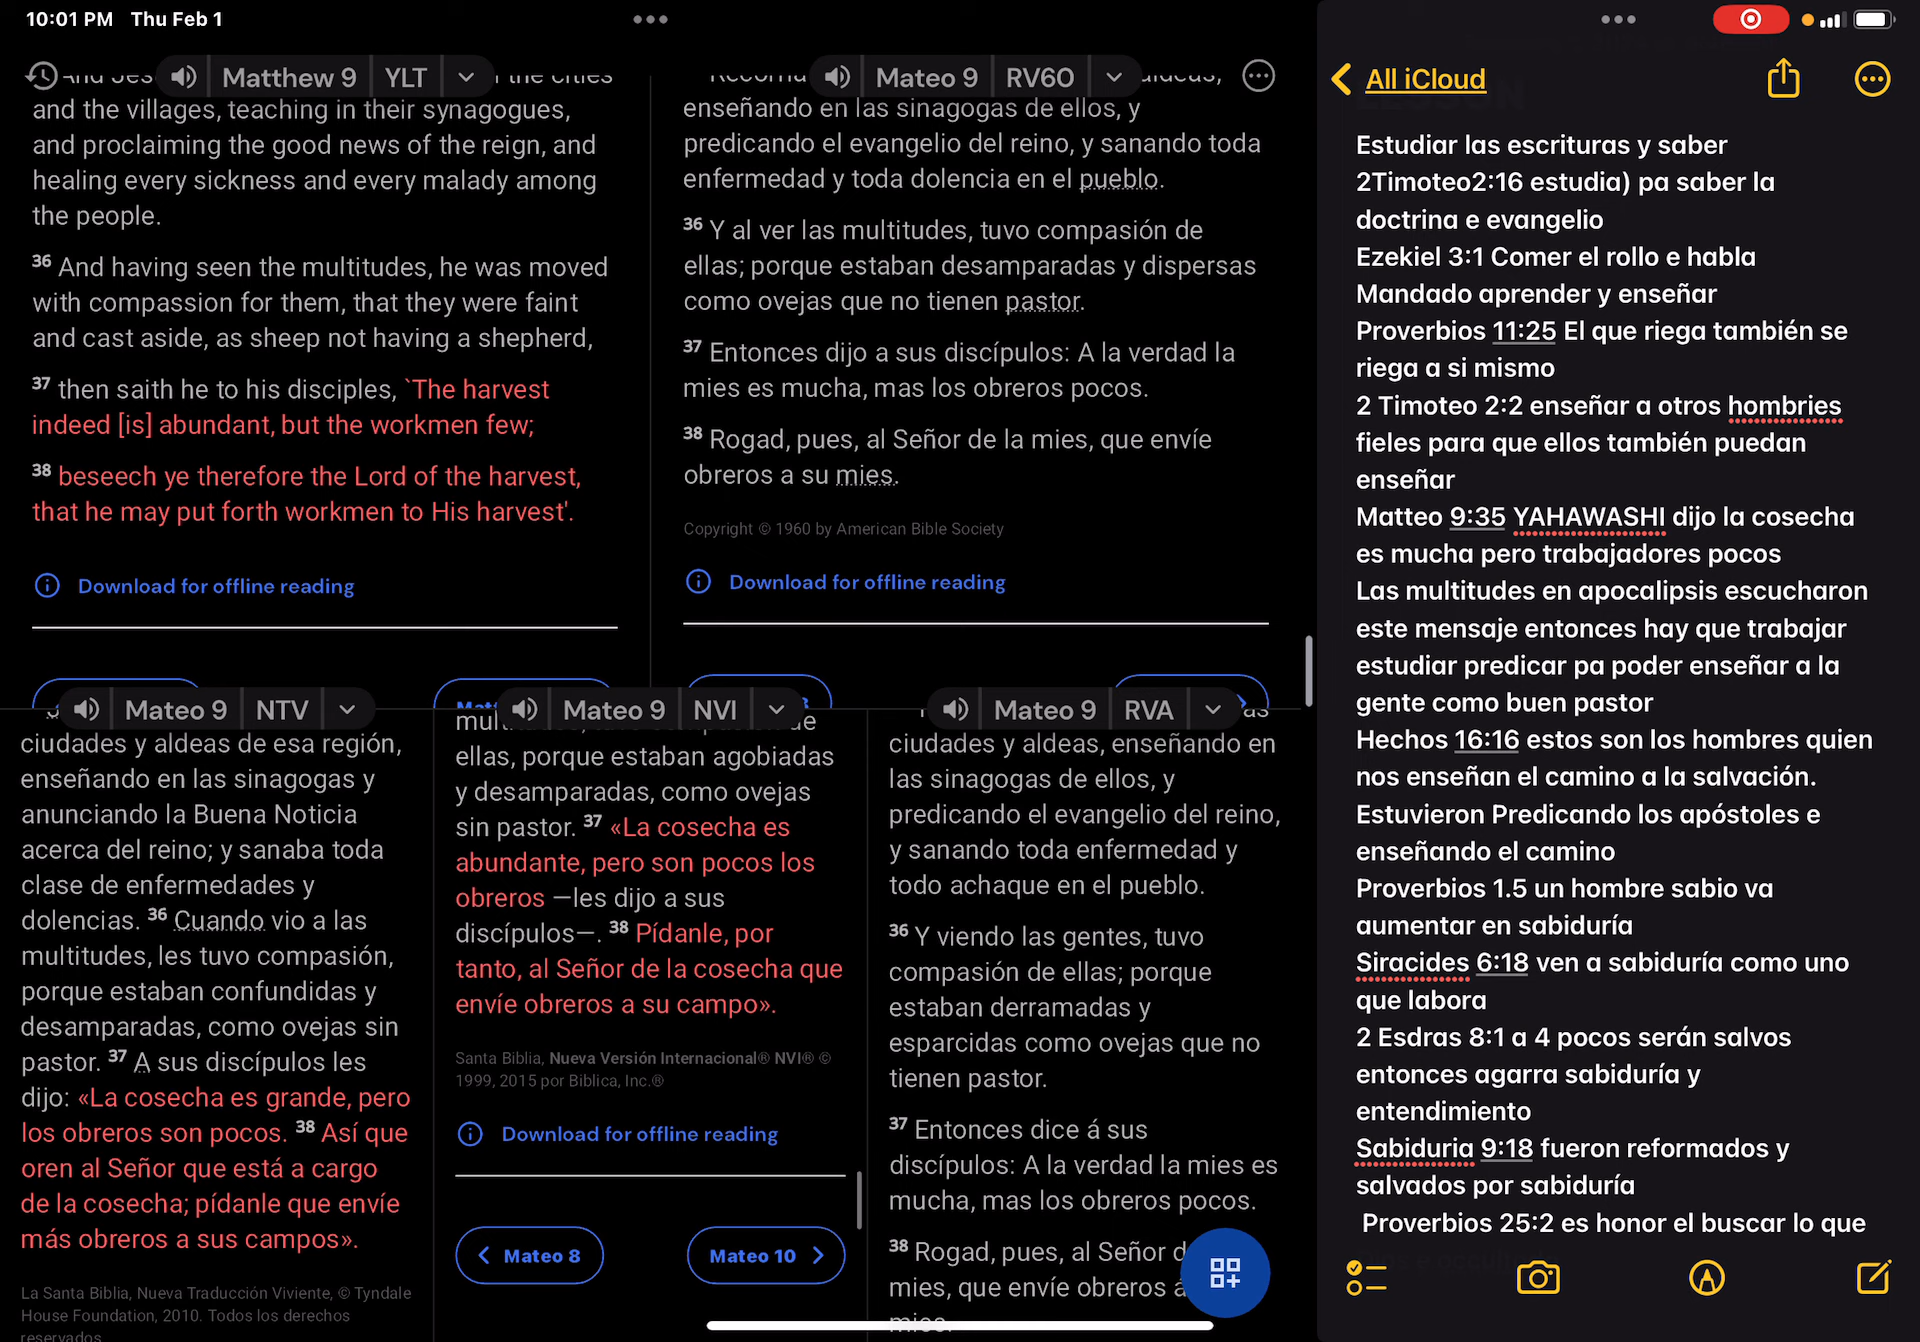 10:01 PM Thu Feb 1
Matthew 9 YLT
and the villages, teaching in their synagogues,
and proclaiming the good news of the reign, and
healing every sickness and every malady among
the people.
36 And having seen the multitudes, he was moved
with compassion for them, that they were faint
and cast aside, as sheep not having a shepherd,
37 then saith he to his disciples, `The harvest
indeed [is] abundant, but the workmen few;
38 beseech ye therefore the Lord of the harvest,
that he may put forth workmen to His harvest'.
Download for offline reading
Mateo 9 RV60
enseñando en las sinagogas de ellos, y
predicando el evangelio del reino, y sanando toda
enfermedad y toda dolencia en el pueblo.
36 Y al ver las multitudes, tuvo compasión de
ellas; porque estaban desamparadas y dispersas
como ovejas que no tienen pastor.
37 Entonces dijo a sus discípulos: A la verdad la
mies es mucha, mas los obreros pocos.
38 Rogad, pues, al Señor de la mies, que envíe
obreros a su mies.
Copyright © 1960 by American Bible Society
Download for offline reading
Mateo 9 NTV
ciudades y aldeas de esa región,
enseñando en las sinagogas y
anunciando la Buena Noticia
acerca del reino; y sanaba toda
clase de enfermedades y
dolencias. 36 Cuando vio a las
multitudes, les tuvo compasión,
porque estaban confundidas y
desamparadas, como ovejas sin
pastor. 37 A sus discípulos les
dijo: «La cosecha es grande, pero
los obreros son pocos. 38 Así que
oren al Señor que está a cargo
de la cosecha; pídanle que envíe
más obreros a sus campos».
La Santa Biblia, Nueva Traducción Viviente, © Tyndale
House Foundation, 2010. Todos los derechos
reservados
Mateo 9 NVI
ellas, porque estaban agobiadas
y desamparadas, como ovejas
sin pastor. 37 «La cosecha es
abundante, pero son pocos los
obreros —les dijo a sus
discípulos—. 38 Pídanle, por
tanto, al Señor de la cosecha que
envíe obreros a su campo».
Santa Biblia, Nueva Versión Internacional® NVI® ©
1999, 2015 por Biblica, Inc.®
Download for offline reading
Mateo 8
Mateo 10
Mateo 9 RVA
ciudades y aldeas, enseñando en
las sinagogas de ellos, y
predicando el evangelio del reino,
y sanando toda enfermedad y
todo achaque en el pueblo.
36 Y viendo las gentes, tuvo
compasión de ellas; porque
estaban derramadas y
esparcidas como ovejas que no
tienen pastor.
37 Entonces dice á sus
discípulos: A la verdad la mies es
mucha, mas los obreros pocos.
38 Rogad, pues, al Señor
mies, que envíe obreros á
All iCloud
Estudiar las escrituras y saber
2Timoteo2:16 estudia) pa saber la
doctrina e evangelio
Ezekiel 3:1 Comer el rollo e habla
Mandado aprender y enseñar
Proverbios 11:25 El que riega también se
riega a si mismo
2 Timoteo 2:2 enseñar a otros hombries
fieles para que ellos también puedan
enseñar
Matteo 9:35 YAHAWASHI dijo la cosecha
es mucha pero trabajadores pocos
Las multitudes en apocalipsis escucharon
este mensaje entonces hay que trabajar
estudiar predicar pa poder enseñar a la
gente como buen pastor
Hechos 16:16 estos son los hombres quien
nos enseñan el camino a la salvación.
Estuvieron Predicando los apóstoles e
enseñando el camino
Proverbios 1.5 un hombre sabio va
aumentar en sabiduría
Siracides 6:18 ven a sabiduría como uno
que labora
2 Esdras 8:1 a 4 pocos serán salvos
entonces agarra sabiduría y
entendimiento
Sabiduria 9:18 fueron reformados y
salvados por sabiduría
Proverbios 25:2 es honor el buscar lo que